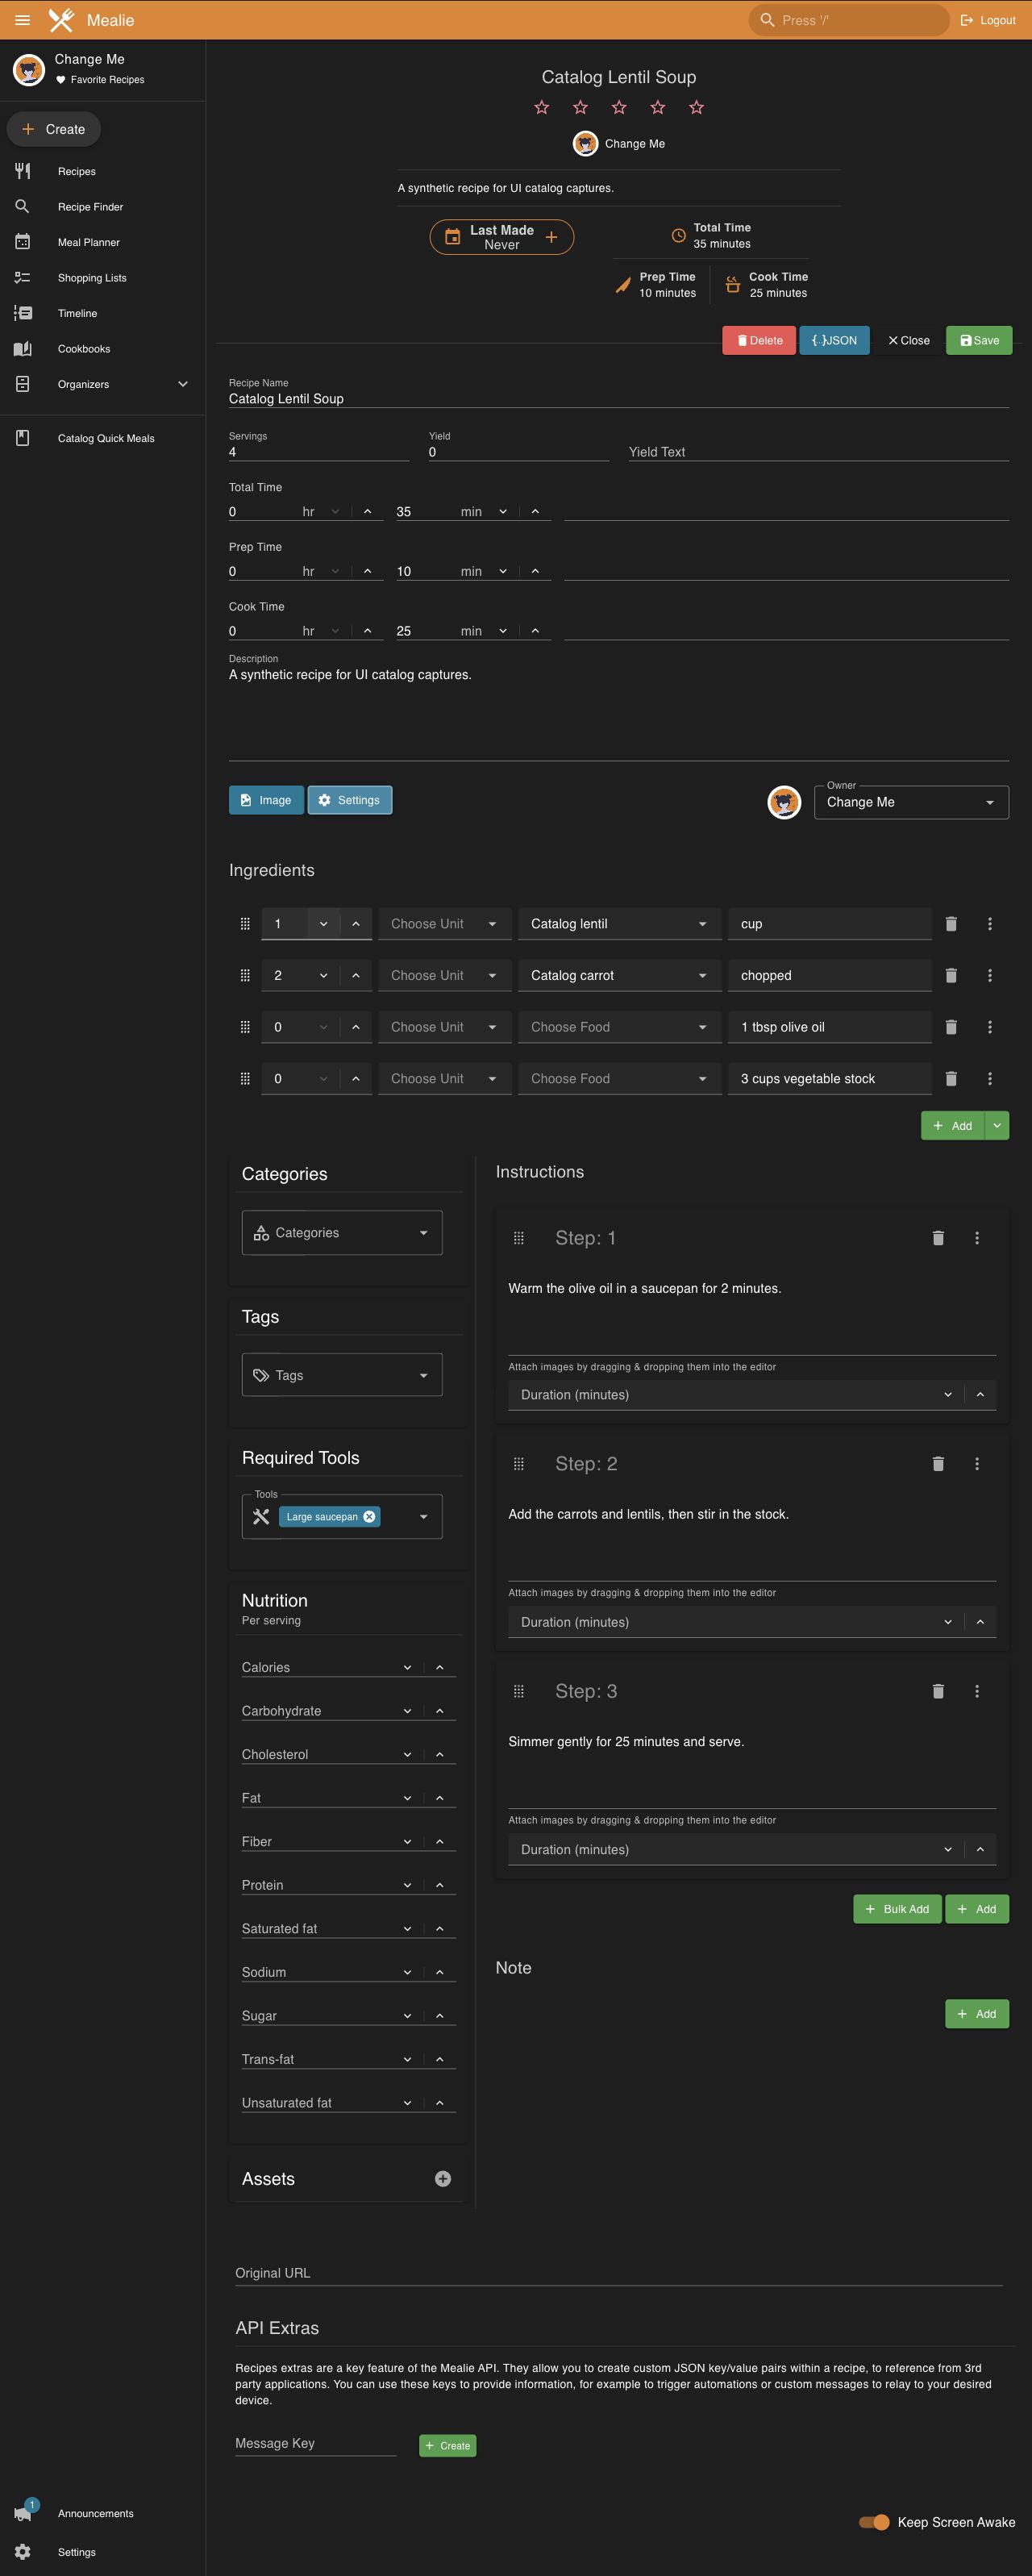 Mealie
Press '/'
Logout
Change Me
Favorite Recipes
Create
Recipes
Recipe Finder
Meal Planner
Shopping Lists
Timeline
Cookbooks
Organizers
Catalog Quick Meals
Catalog Lentil Soup
Change Me
A synthetic recipe for UI catalog captures.
Last Made
Never
Total Time
35 minutes
Prep Time
10 minutes
Cook Time
25 minutes
Delete
{..}JSON
Close
Save
Recipe Name
Catalog Lentil Soup
Servings
4
Yield
0
Yield Text
Total Time
0 hr 35 min
Prep Time
0 hr 10 min
Cook Time
0 hr 25 min
Description
A synthetic recipe for UI catalog captures.
Image
Settings
Owner
Change Me
Ingredients
1 Choose Unit Catalog lentil cup
2 Choose Unit Catalog carrot chopped
0 Choose Unit Choose Food 1 tbsp olive oil
0 Choose Unit Choose Food 3 cups vegetable stock
Add
Categories
Categories
Tags
Tags
Required Tools
Tools
Large saucepan
Nutrition
Per serving
Calories
Carbohydrate
Cholesterol
Fat
Fiber
Protein
Saturated fat
Sodium
Sugar
Trans-fat
Unsaturated fat
Assets
Instructions
Step: 1
Warm the olive oil in a saucepan for 2 minutes.
Attach images by dragging & dropping them into the editor
Duration (minutes)
Step: 2
Add the carrots and lentils, then stir in the stock.
Attach images by dragging & dropping them into the editor
Duration (minutes)
Step: 3
Simmer gently for 25 minutes and serve.
Attach images by dragging & dropping them into the editor
Duration (minutes)
Bulk Add
Add
Note
Add
Original URL
API Extras
Recipes extras are a key feature of the Mealie API. They allow you to create custom JSON key/value pairs within a recipe, to reference from 3rd
party applications. You can use these keys to provide information, for example to trigger automations or custom messages to relay to your desired
device.
Message Key
Create
1
Announcements
Settings
Keep Screen Awake